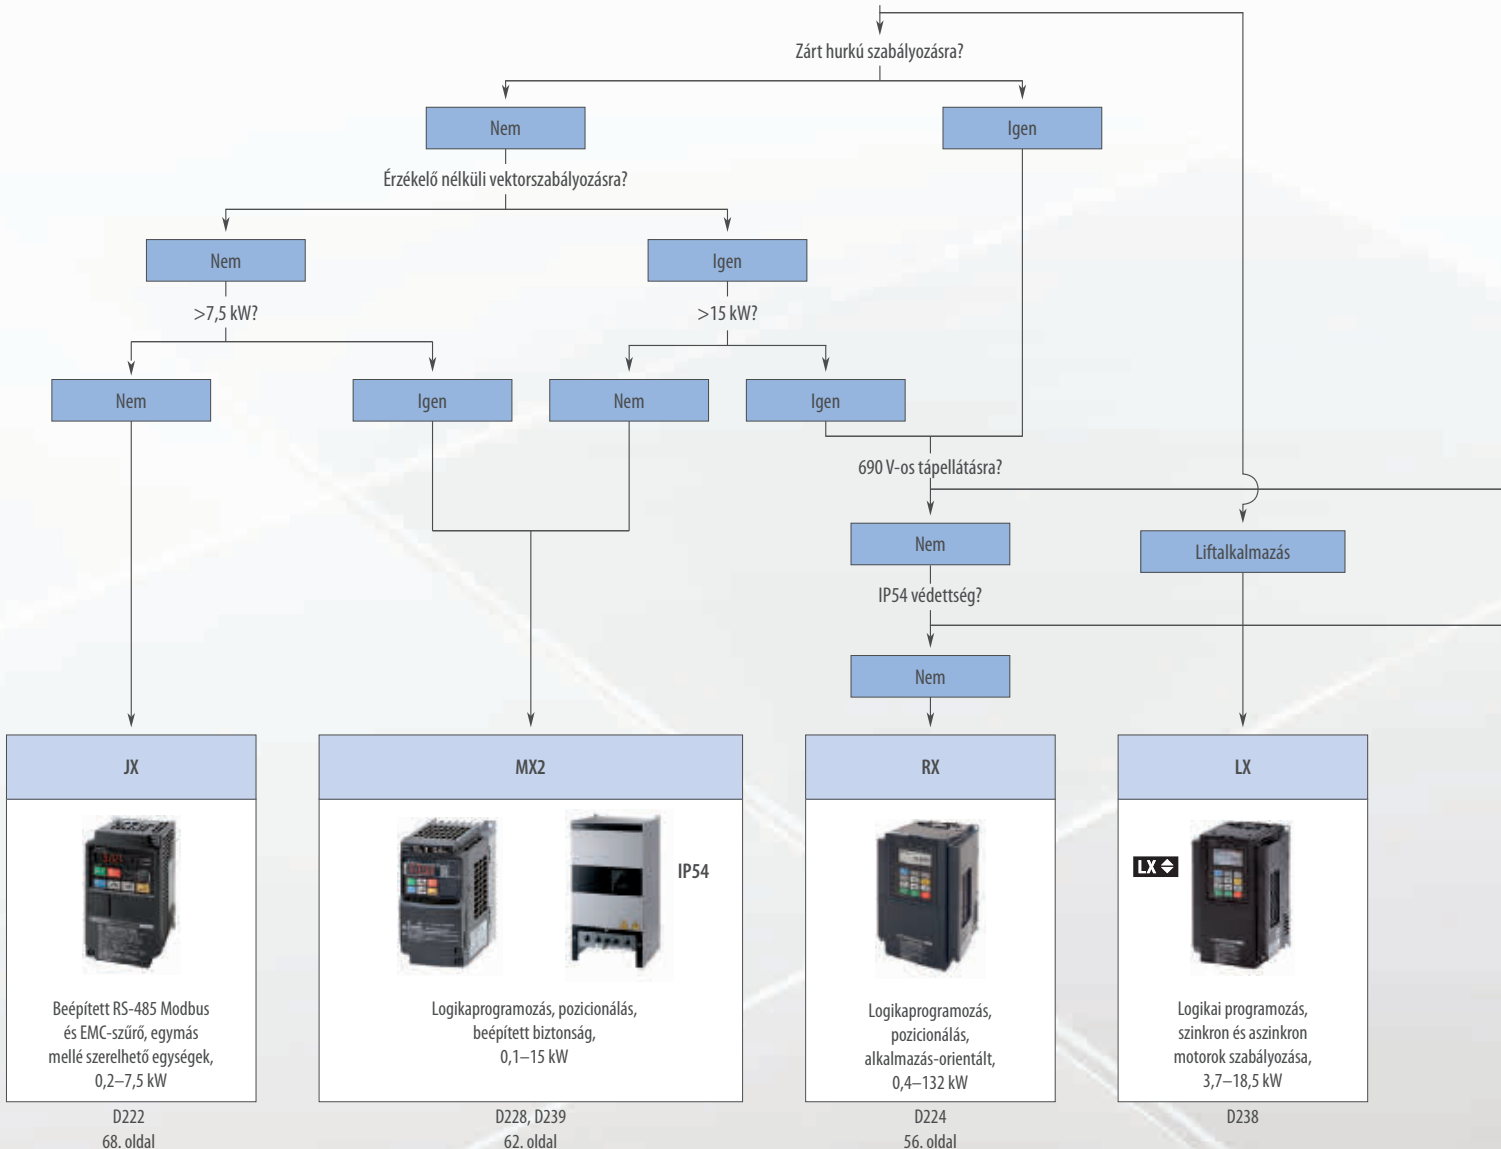 Zárt hurkú szabályozásra?
Nem
Igen
Érzékelő nélküli vektorszabályozásra?
Nem
Igen
>7,5 kW?
>15 kW?
Nem
Igen
Nem
Igen
690 V-os tápellátásra?
Nem
Liftalkalmazás
IP54 védettség?
Nem
JX
Beépített RS-485 Modbus
és EMC-szűrő, egymás
mellé szerelhető egységek,
0,2–7,5 kW
D222
68. oldal
MX2
IP54
Logikaprogramozás, pozicionálás,
beépített biztonság,
0,1–15 kW
D228, D239
62. oldal
RX
Logikaprogramozás,
pozicionálás,
alkalmazás-orientált,
0,4–132 kW
D224
56. oldal
LX
LX
Logikai programozás,
szinkron és aszinkron
motorok szabályozása,
3,7–18,5 kW
D238